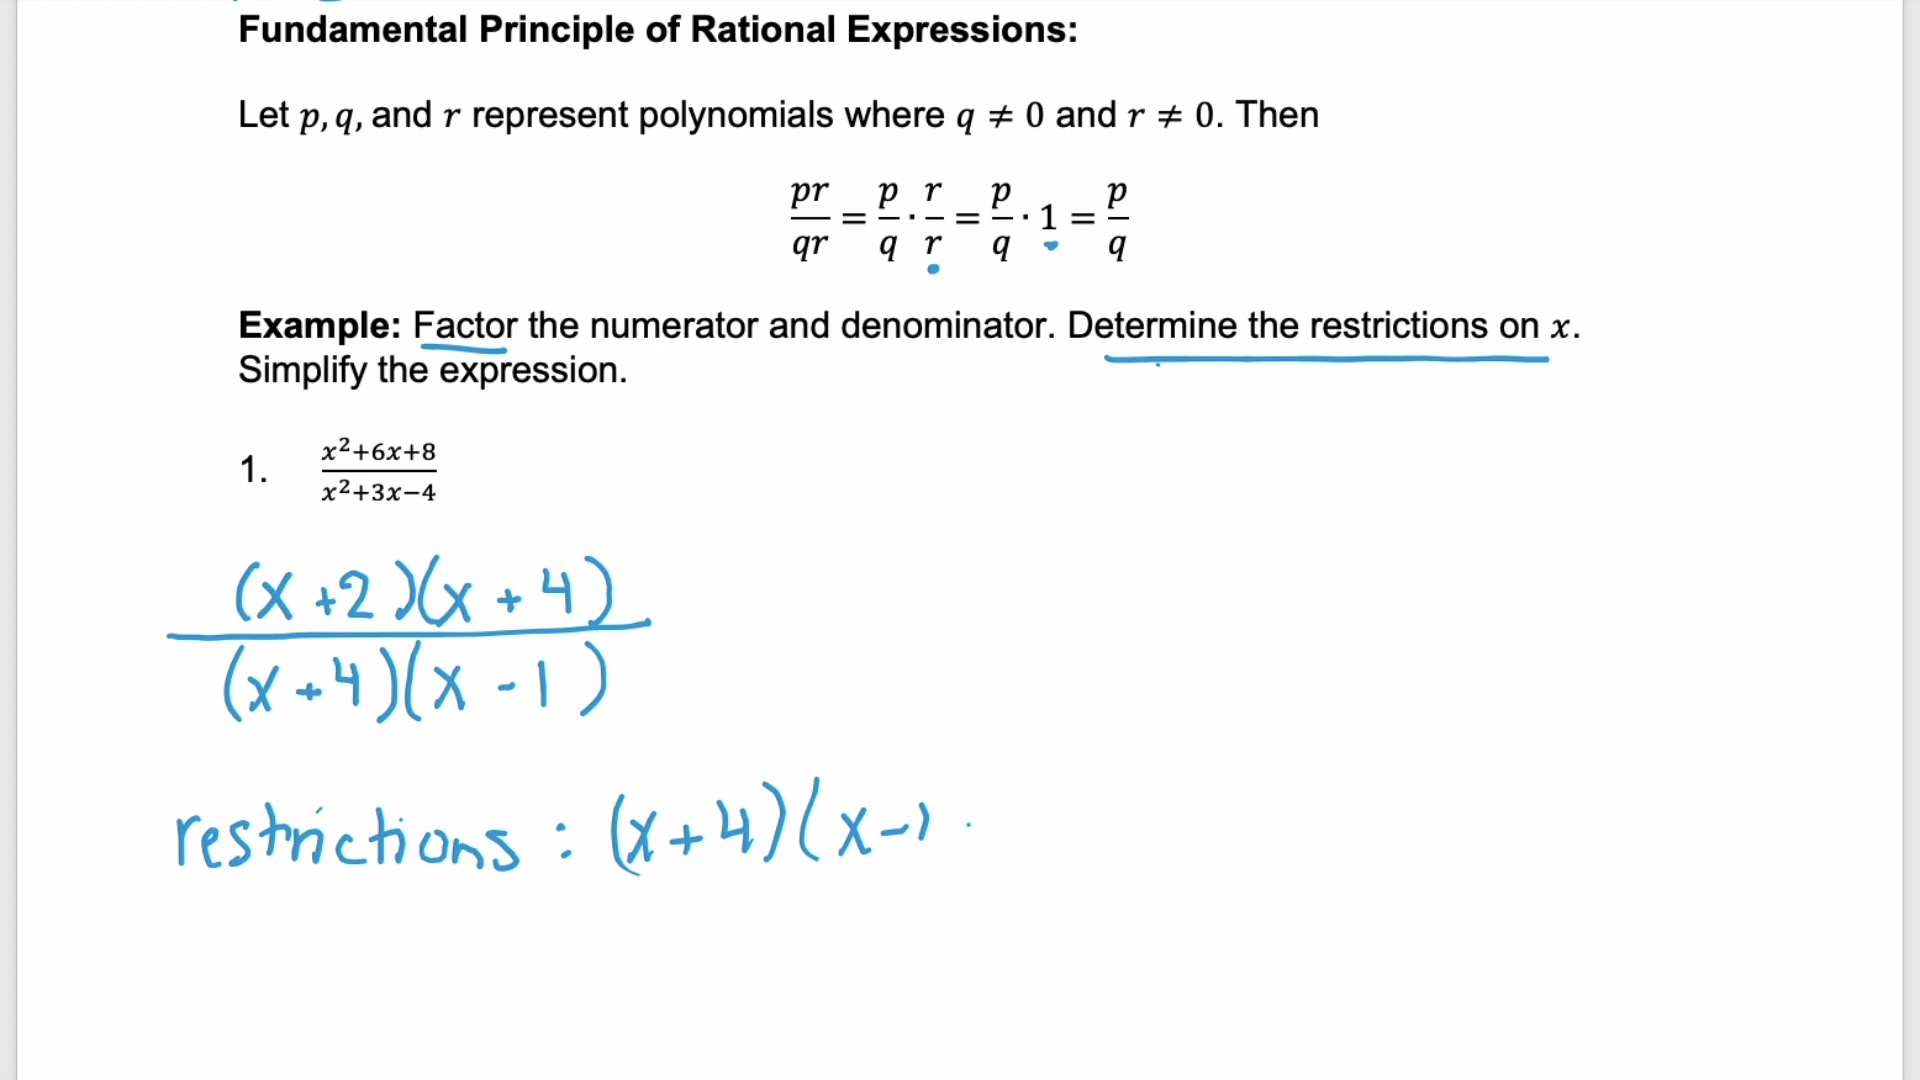 Fundamental Principle of Rational Expressions:
Let p, q, and r represent polynomials where q ≠ 0 and r ≠ 0. Then
pr/qr = p/q · r/r = p/q · 1 = p/q
Example: Factor the numerator and denominator. Determine the restrictions on x.
Simplify the expression.
1. x²+6x+8
x²+3x−4
(x +2)(x + 4)
(x +4)(x - 1)
restrictions : (x+4)(x-1